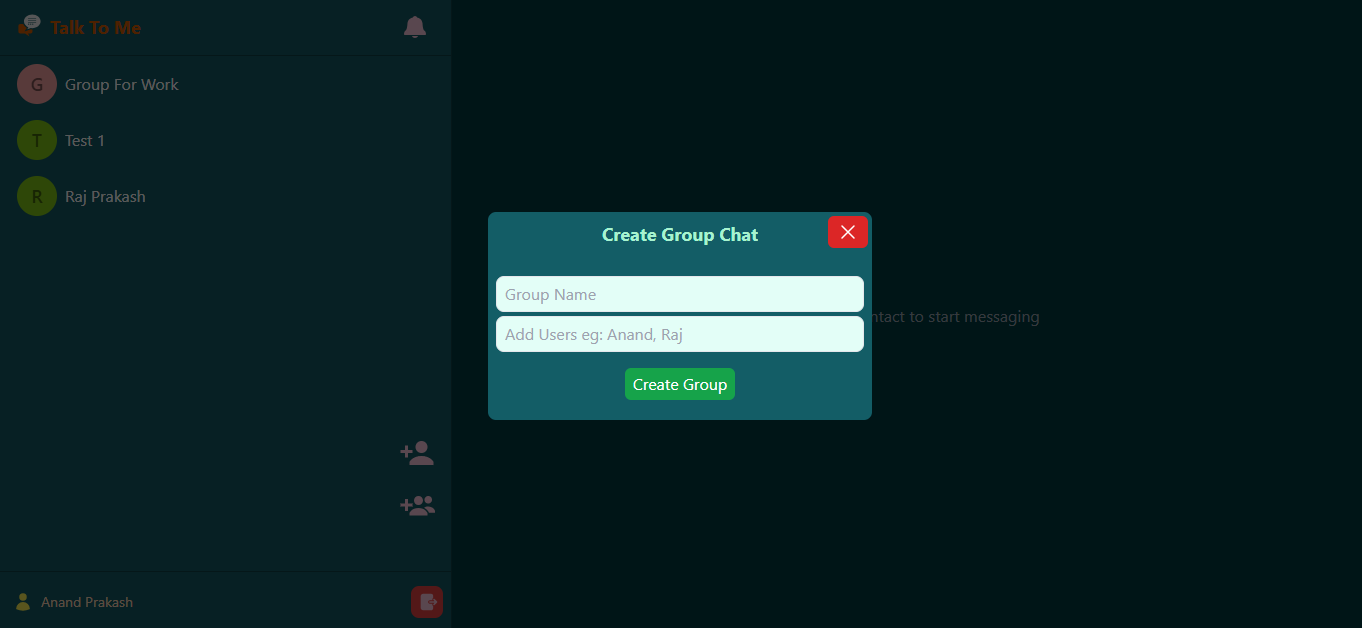 Talk To Me
G Group For Work
T Test 1
R Raj Prakash
Create Group Chat
Group Name
Add Users eg: Anand, Raj
to start messaging
Create Group
Anand Prakash